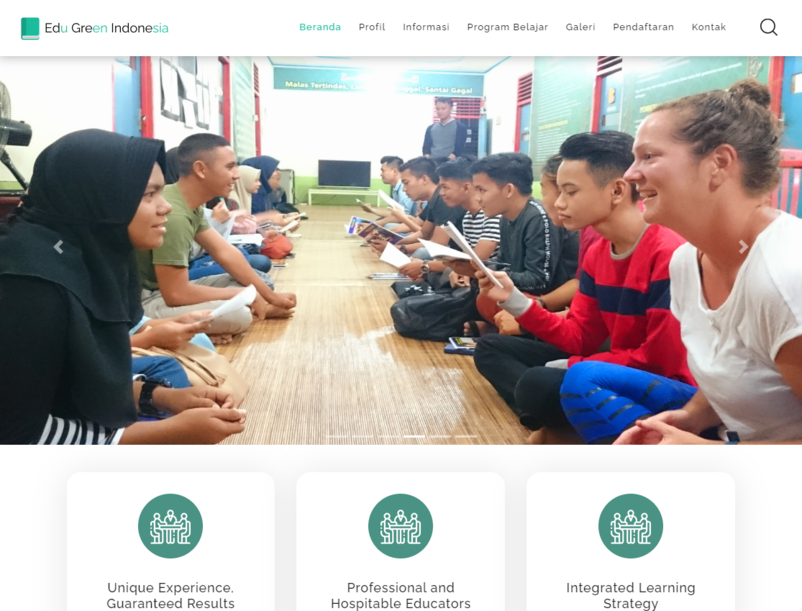 Edu Green Indonesia
Beranda
Profil
Informasi
Program Belajar
Galeri
Pendaftaran
Kontak
Malas Tertindas,
Santai Gagal
Unique Experience,
Guaranteed Results
Professional and
Hospitable Educators
Integrated Learning
Strategy